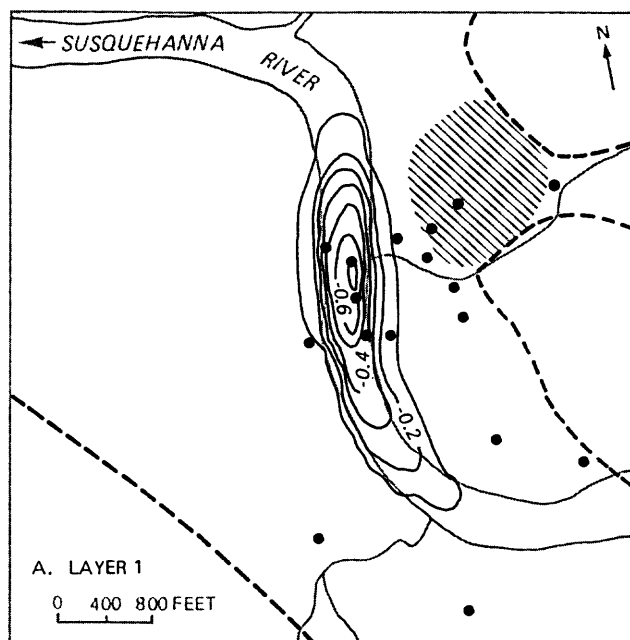 ← SUSQUEHANNA
RIVER
N
-0.6
-0.4
-0.2
A. LAYER 1
0 400 800 FEET